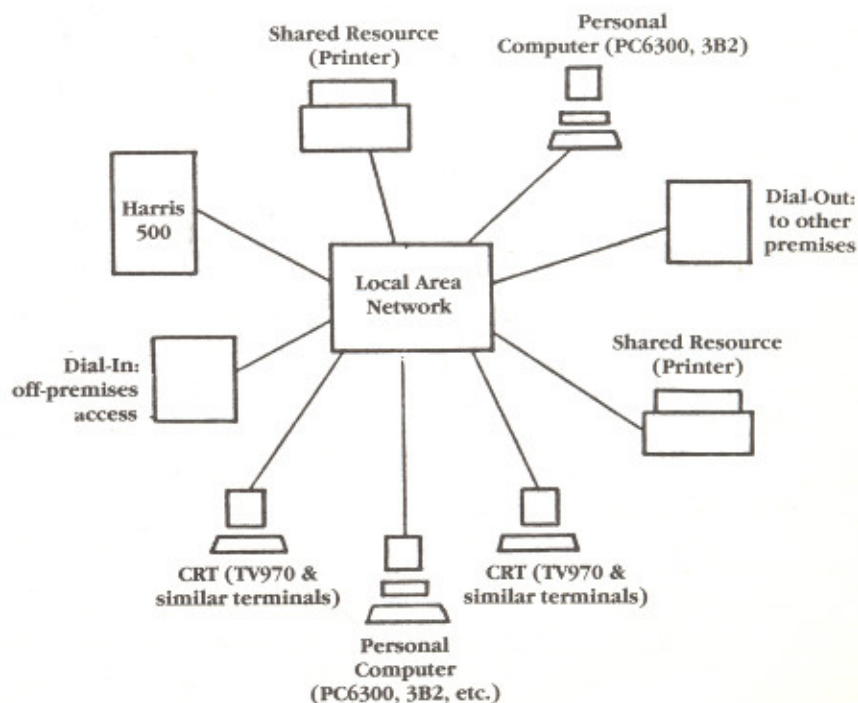 Shared Resource
(Printer)
Personal
Computer (PC6300, 3B2)
Harris
500
Dial-Out:
to other
premises
Local Area
Network
Dial-In:
off-premises
access
Shared Resource
(Printer)
CRT (TV970 &
similar terminals)
CRT (TV970 &
similar terminals)
Personal
Computer
(PC6300, 3B2, etc.)